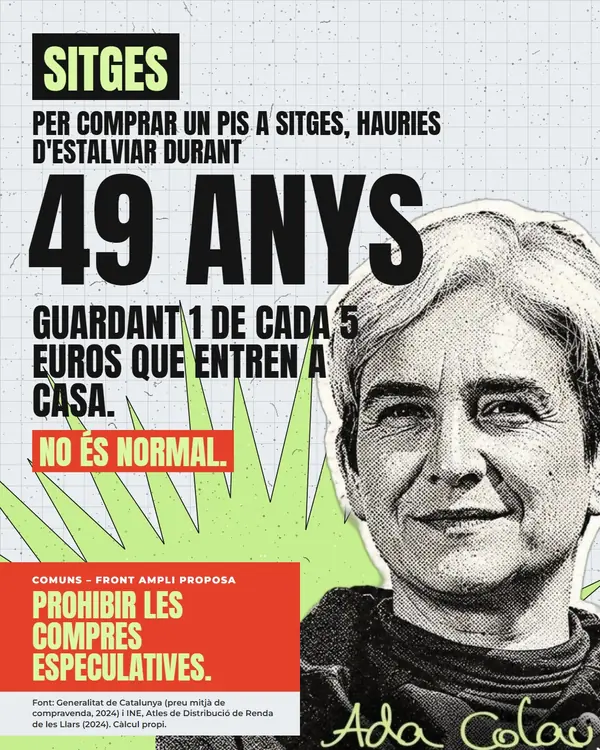 SITGES
PER COMPRAR UN PIS A SITGES, HAURIES
D'ESTALVIAR DURANT
49 ANYS
GUARDANT 1 DE CADA 5
EUROS QUE ENTREN A
CASA.
NO ÉS NORMAL.
COMUNS – FRONT AMPLI PROPOSA
PROHIBIR LES
COMPRES
ESPECULATIVES.
Font: Generalitat de Catalunya (preu mitjà de
compravenda, 2024) i INE, Atles de Distribució de Renda
de les Llars (2024). Càlcul propi.
Ada Colau